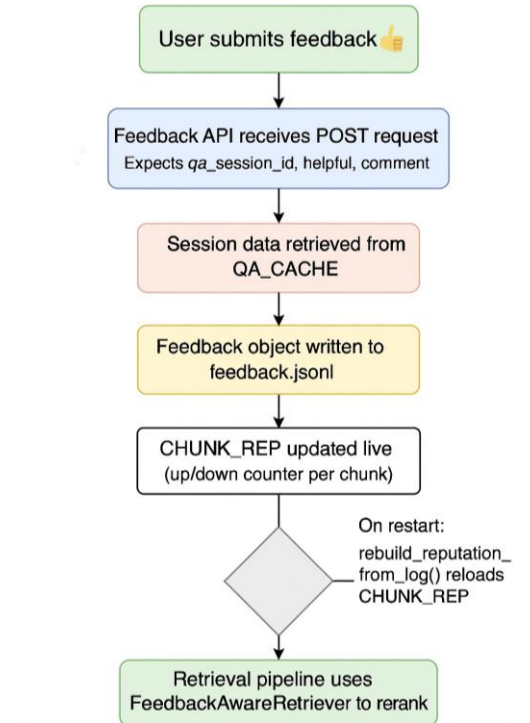 User submits feedback👍
Feedback API receives POST request
Expects qa_session_id, helpful, comment
Session data retrieved from
QA_CACHE
Feedback object written to
feedback.jsonl
CHUNK_REP updated live
(up/down counter per chunk)
On restart:
rebuild_reputation_
from_log() reloads
CHUNK_REP
Retrieval pipeline uses
FeedbackAwareRetriever to rerank